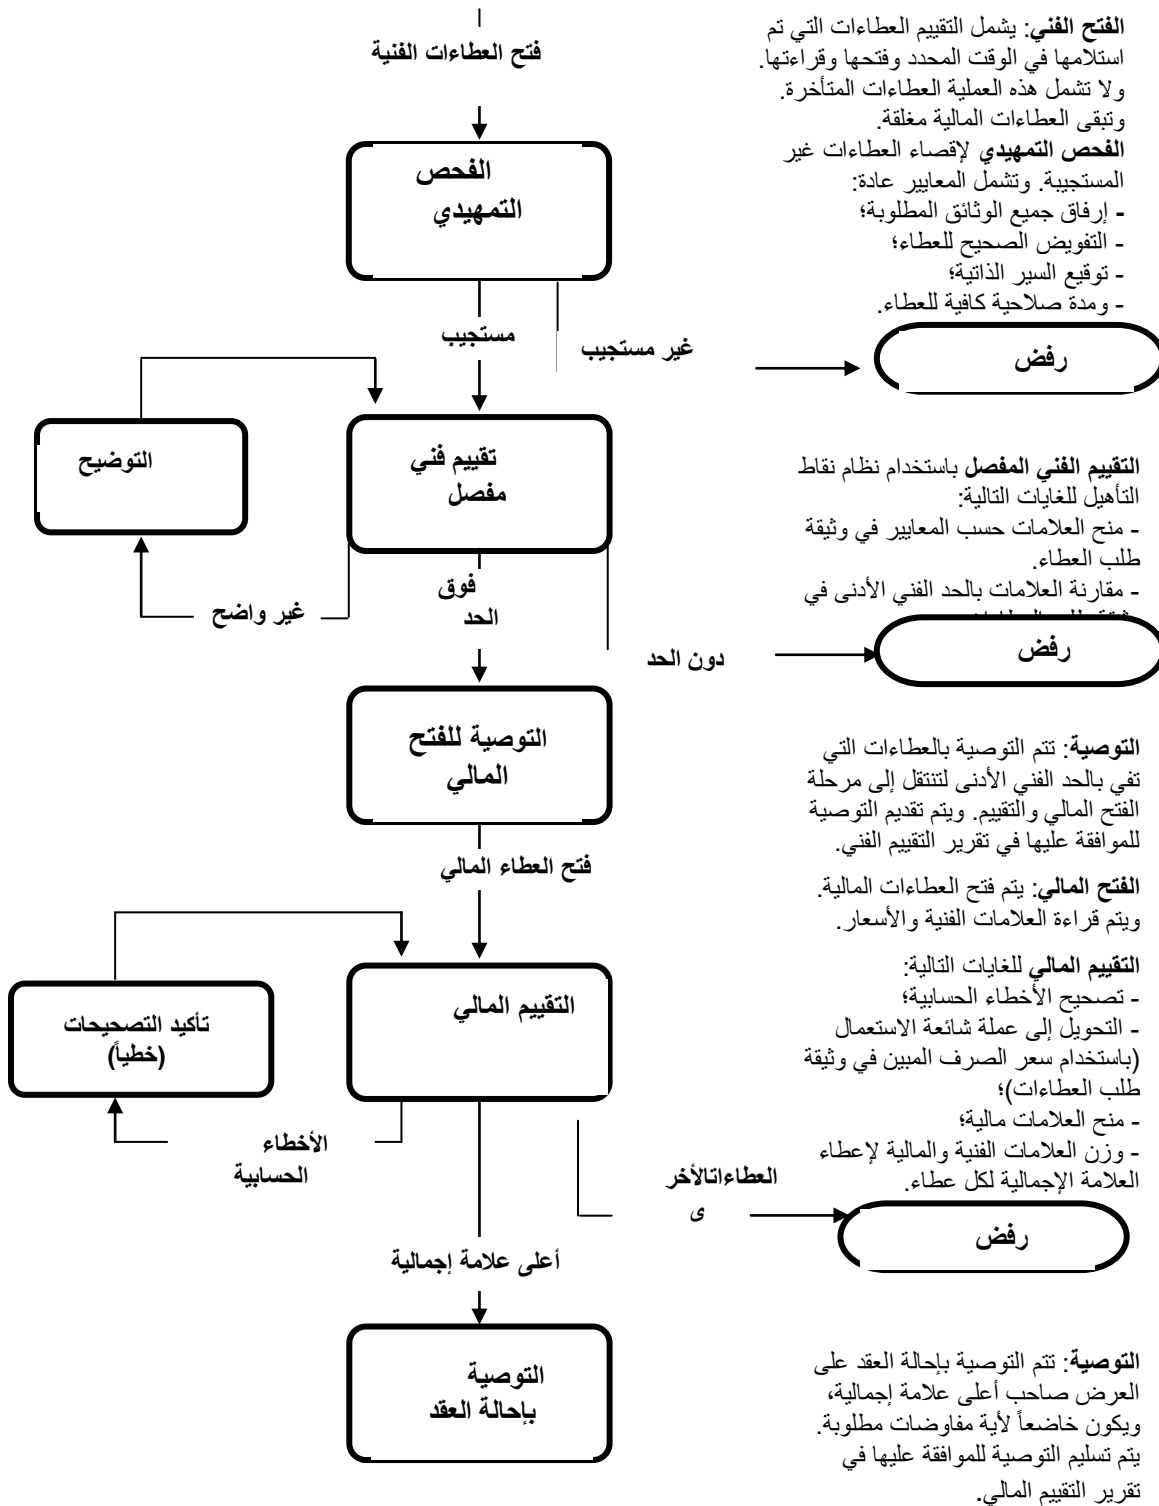 فتح العطاءات الفنية
الفتح الفني: يشمل التقييم العطاءات التي تم
استلامها في الوقت المحدد وفتحها وقراءتها.
ولا تشمل هذه العملية العطاءات المتأخرة.
وتبقى العطاءات المالية مغلقة.
الفحص التمهيدي لإقصاء العطاءات غير
المستجيبة. وتشمل المعايير عادة:
- إرفاق جميع الوثائق المطلوبة؛
- التفويض الصحيح للعطاء؛
- توقيع السير الذاتية؛
- ومدة صلاحية كافية للعطاء.
الفحص
التمهيدي
مستجيب
غير مستجيب
رفض
تقييم فني
مفصل
التوضيح
غير واضح
فوق
الحد
دون الحد
التقييم الفني المفصل باستخدام نظام نقاط
التأهيل للغايات التالية:
- منح العلامات حسب المعايير في وثيقة
طلب العطاء.
- مقارنة العلامات بالحد الفني الأدنى في
رفض
التوصية للفتح
المالي
التوصية: تتم التوصية بالعطاءات التي
تفي بالحد الفني الأدنى لتنتقل إلى مرحلة
الفتح المالي والتقييم. ويتم تقديم التوصية
للموافقة عليها في تقرير التقييم الفني.
فتح العطاء المالي
الفتح المالي: يتم فتح العطاءات المالية.
ويتم قراءة العلامات الفنية والأسعار.
التقييم المالي
تأكيد التصحيحات
(خطياً)
الأخطاء
الحسابية
التقييم المالي للغايات التالية:
- تصحيح الأخطاء الحسابية؛
- التحويل إلى عملة شائعة الاستعمال
(باستخدام سعر الصرف المبين في وثيقة
طلب العطاءات)؛
- منح العلامات مالية؛
- وزن العلامات الفنية والمالية لإعطاء
العلامة الإجمالية لكل عطاء.
العطاءاتالأخر
ى
رفض
أعلى علامة إجمالية
التوصية
بإحالة العقد
التوصية: تتم التوصية بإحالة العقد على
العرض صاحب أعلى علامة إجمالية،
ويكون خاضعاً لأية مفاوضات مطلوبة.
يتم تسليم التوصية للموافقة عليها في
تقرير التقييم المالي.